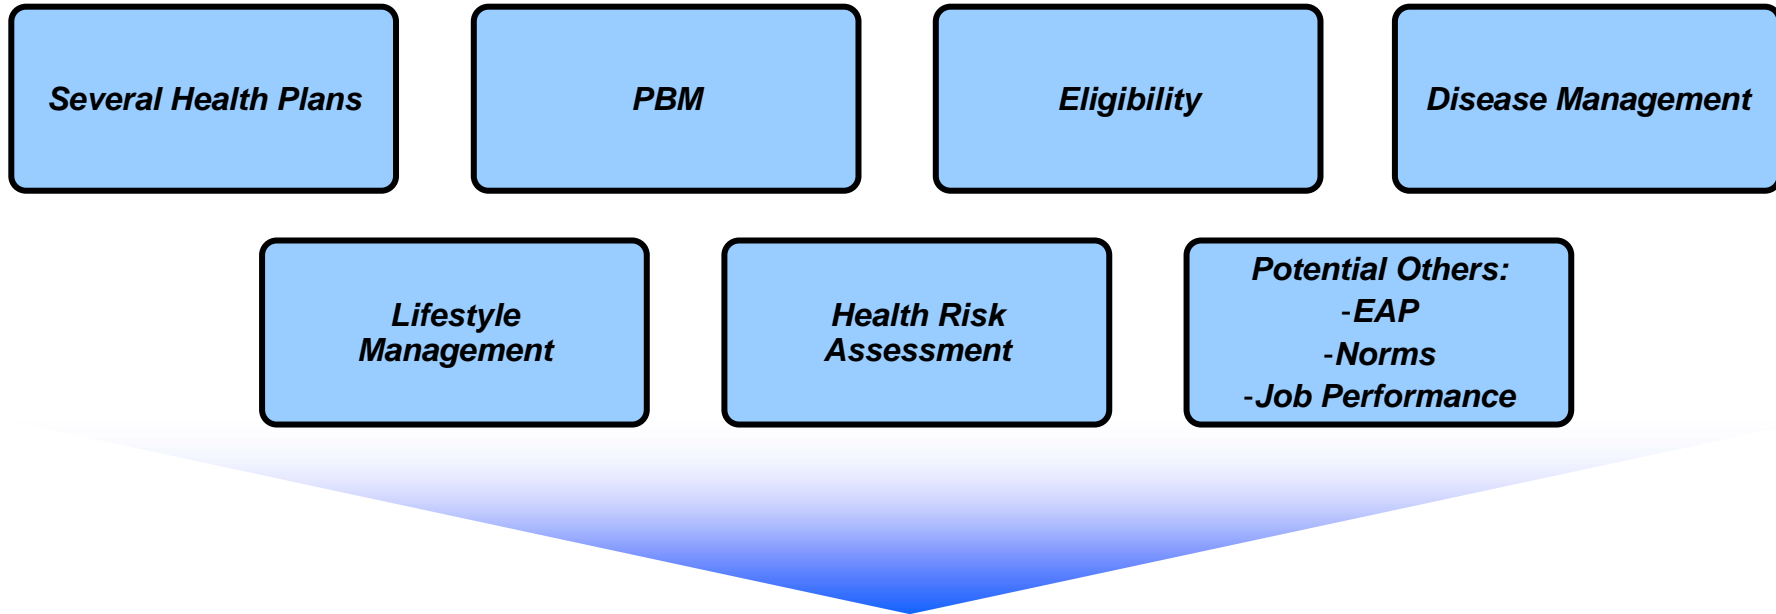 Several Health Plans
PBM
Eligibility
Disease Management
Lifestyle
Management
Health Risk
Assessment
Potential Others:
-EAP
-Norms
-Job Performance